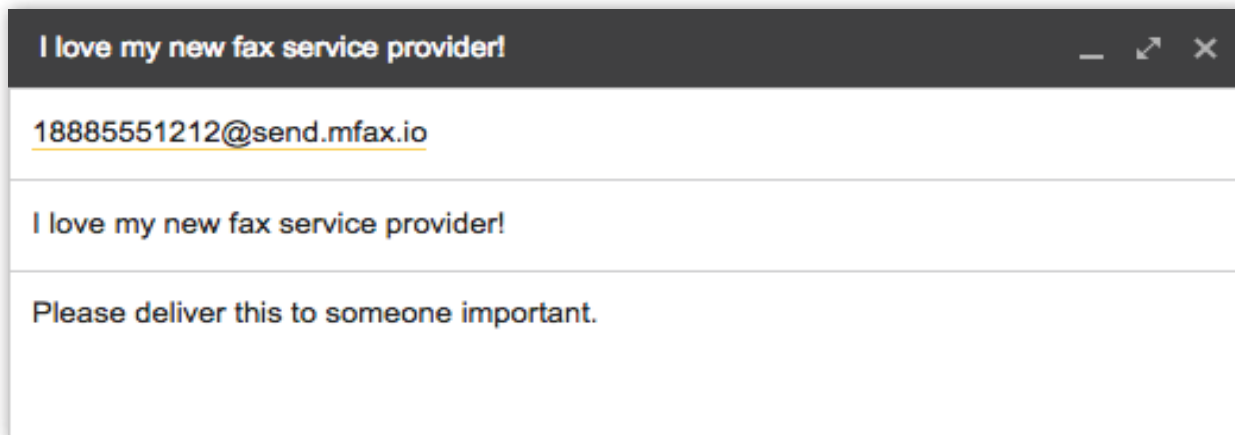 I love my new fax service provider!
18885551212@send.mfax.io
I love my new fax service provider!
Please deliver this to someone important.